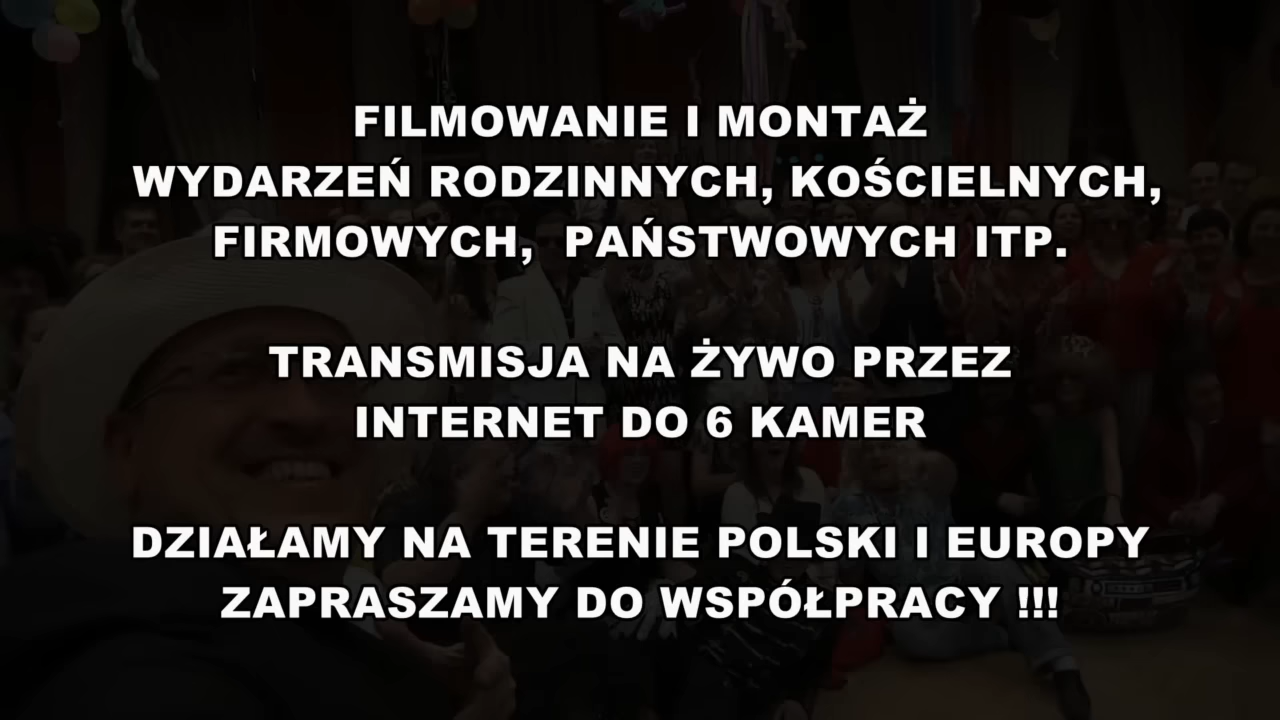 FILMOWANIE I MONTAŻ
WYDARZEŃ RODZINNYCH, KOŚCIELNYCH,
FIRMOWYCH, PAŃSTWOWYCH ITP.
TRANSMISJA NA ŻYWO PRZEZ
INTERNET DO 6 KAMER
DZIAŁAMY NA TERENIE POLSKI I EUROPY
ZAPRASZAMY DO WSPÓŁPRACY !!!